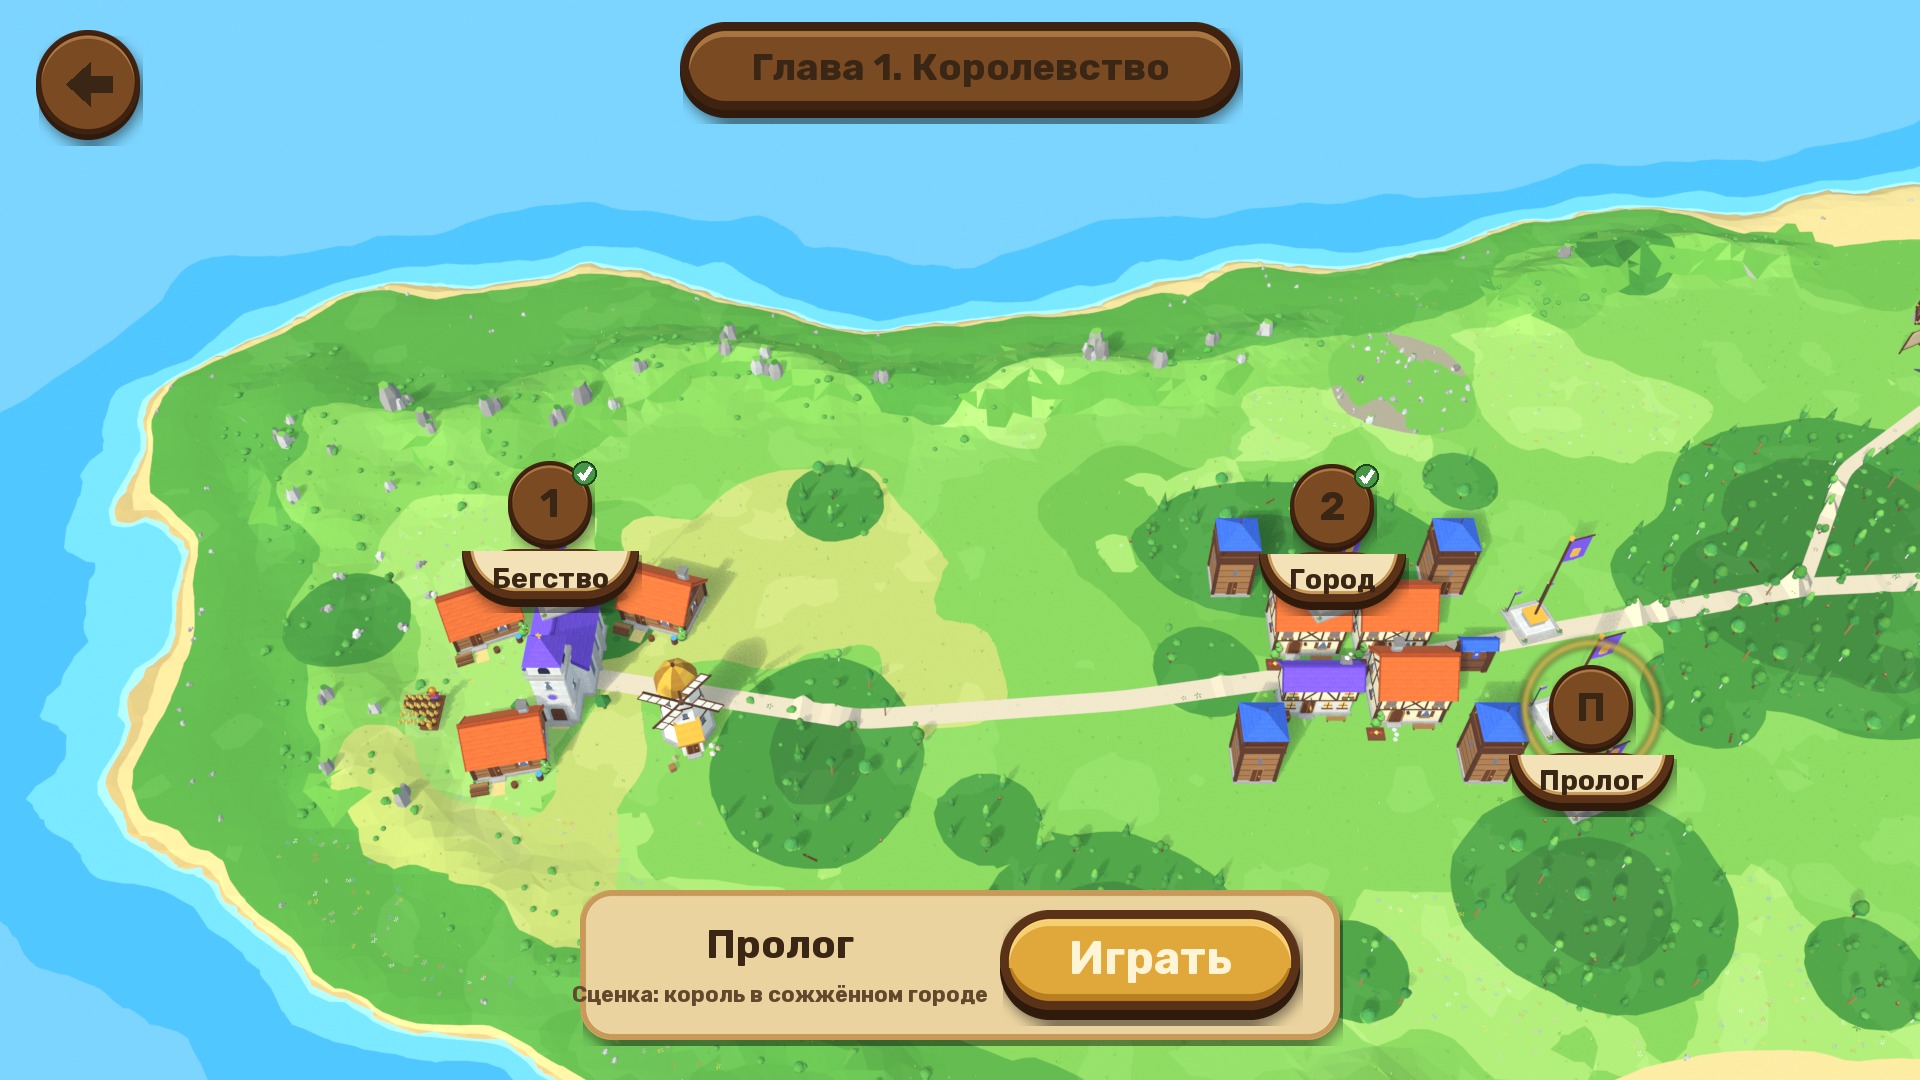 Глава 1. Королевство
1
Бегство
2
Город
П
Пролог
Пролог
Сценка: король в сожжённом городе
Играть